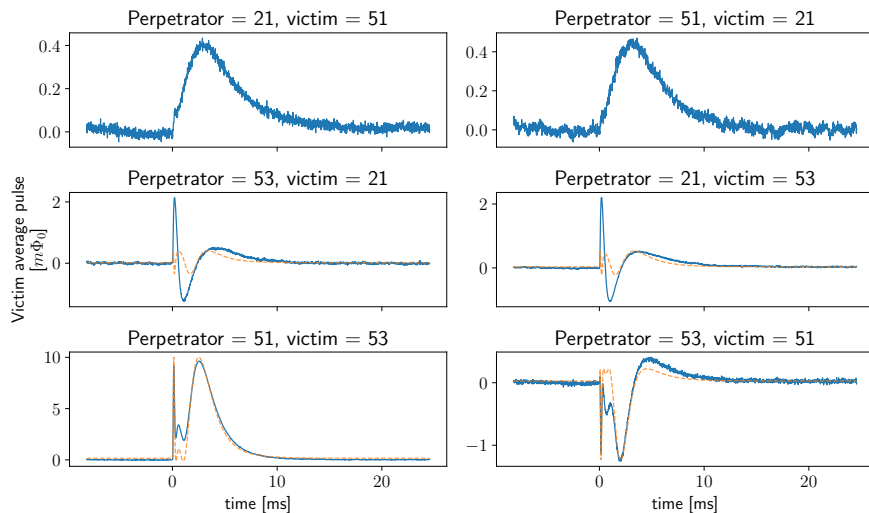 Perpetrator = 21, victim = 51
Perpetrator = 51, victim = 21
0.4
0.2
0.0
0.4
0.2
0.0
Perpetrator = 53, victim = 21
Perpetrator = 21, victim = 53
Victim average pulse
[mΦ₀]
2
0
2
0
Perpetrator = 51, victim = 53
Perpetrator = 53, victim = 51
10
5
0
0
−1
0
10
20
0
10
20
time [ms]
time [ms]